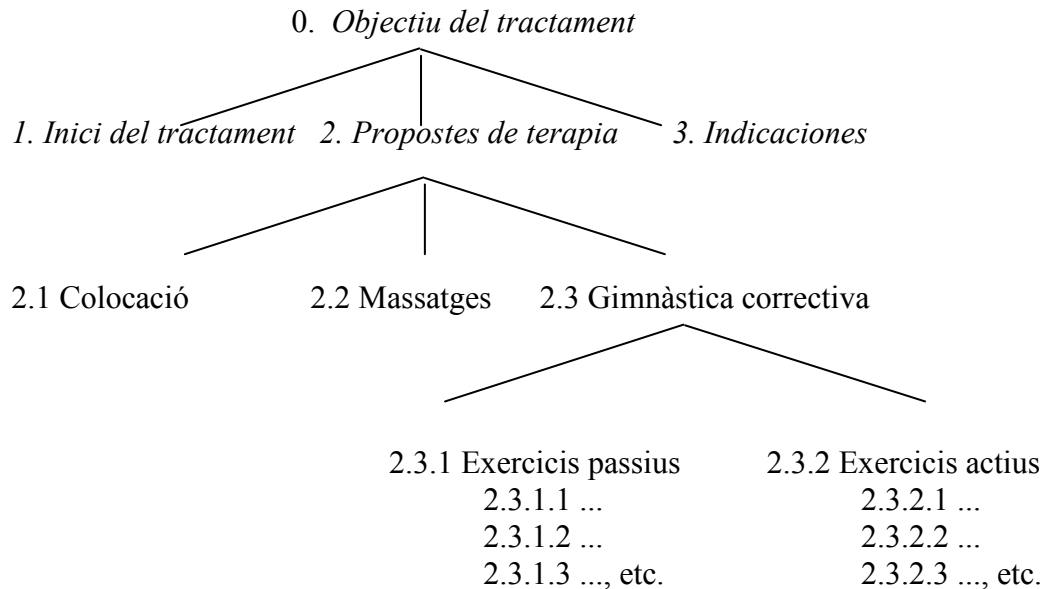 0. Objectiu del tractament
1. Inici del tractament 2. Propostes de terapia 3. Indicaciones
2.1 Colocació 2.2 Massatges 2.3 Gimnàstica correctiva
2.3.1 Exercicis passius 2.3.2 Exercicis actius
2.3.1.1 ... 2.3.2.1 ...
2.3.1.2 ... 2.3.2.2 ...
2.3.1.3 ..., etc. 2.3.2.3 ..., etc.